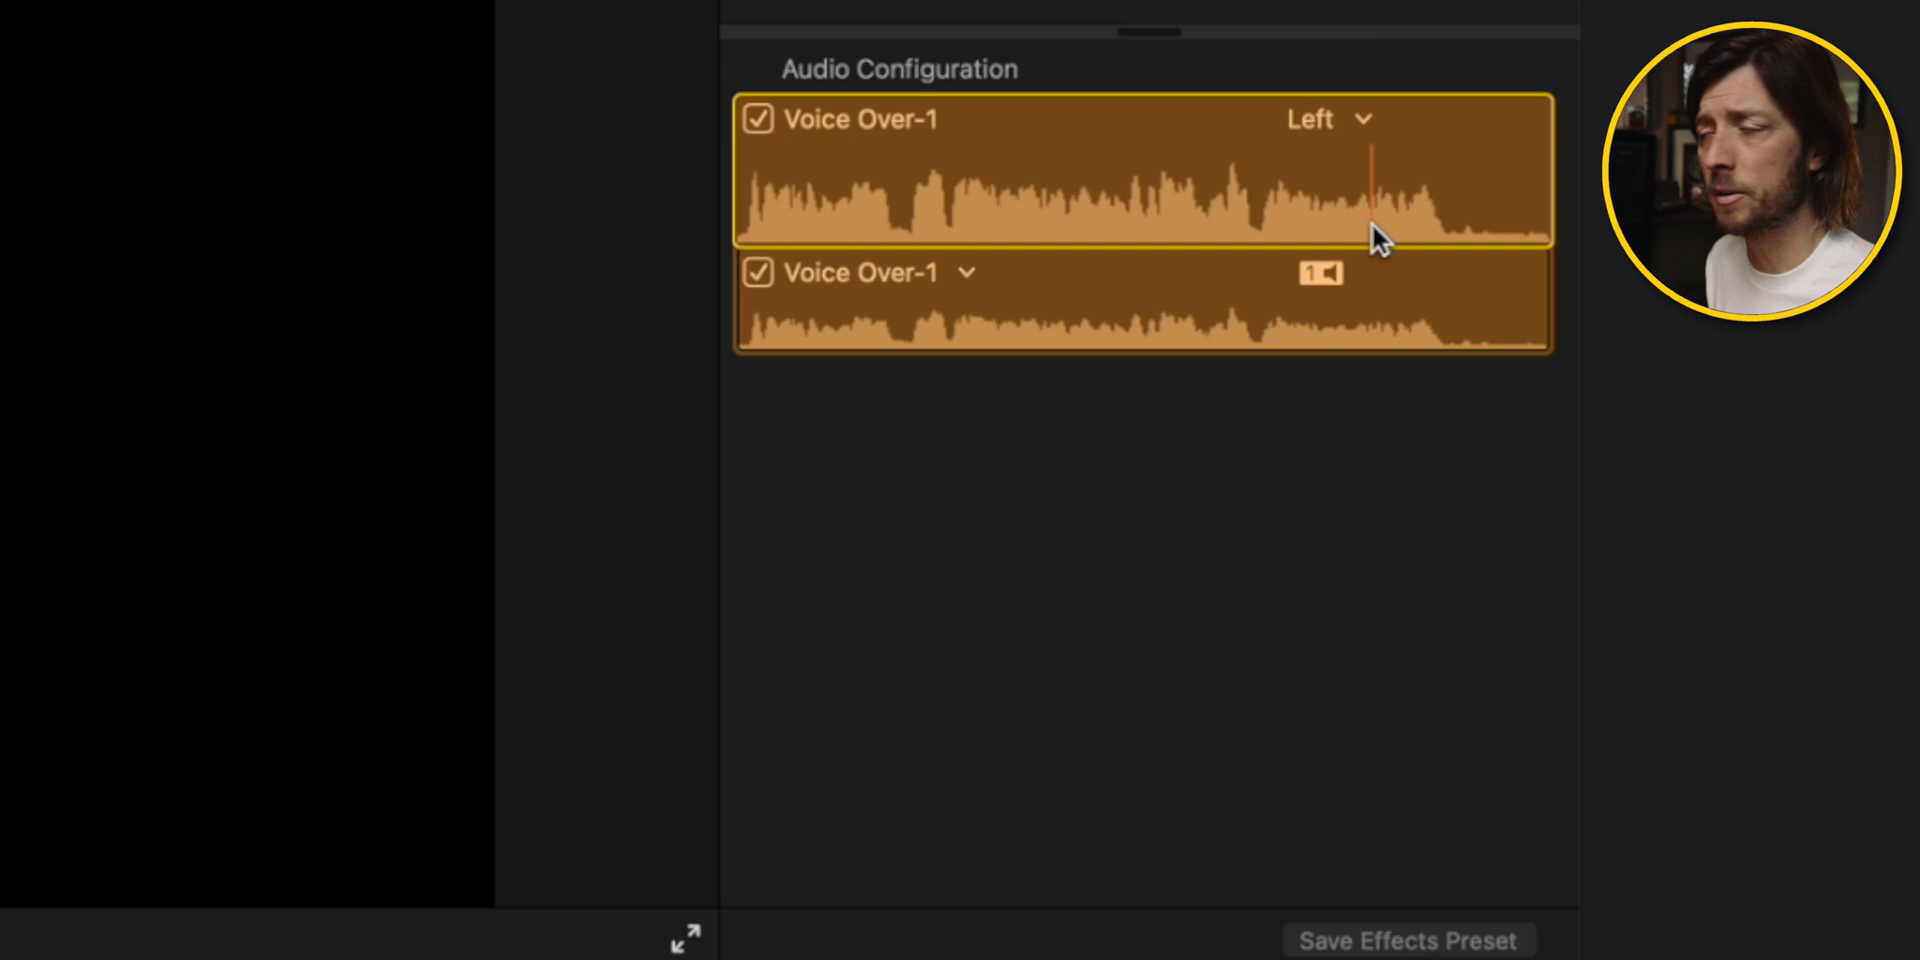 Audio Configuration
Voice Over-1 Left
Voice Over-1 1
Save Effects Preset